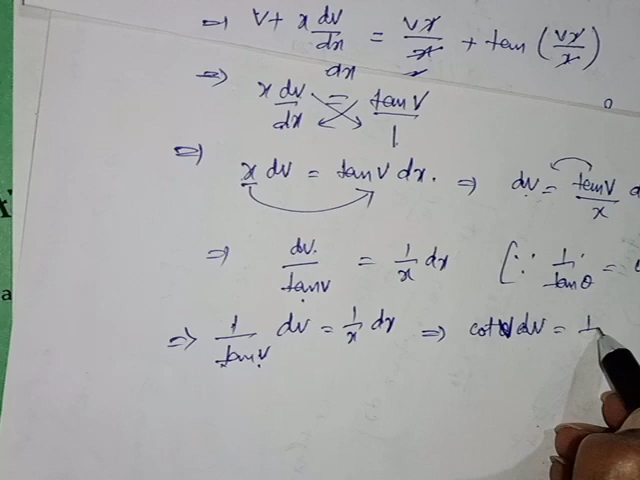 ⇒ v + x dv/dx = vx/x + tan (vx/x)
⇒ x dv/dx = tan v/1
⇒ x dv = tan v dx. ⇒ dv = tan v/x d
⇒ dv/tan v = 1/x dx [∵ 1/tan θ =
⇒ 1/tan v dv = 1/x dx ⇒ cot v dv = 1/